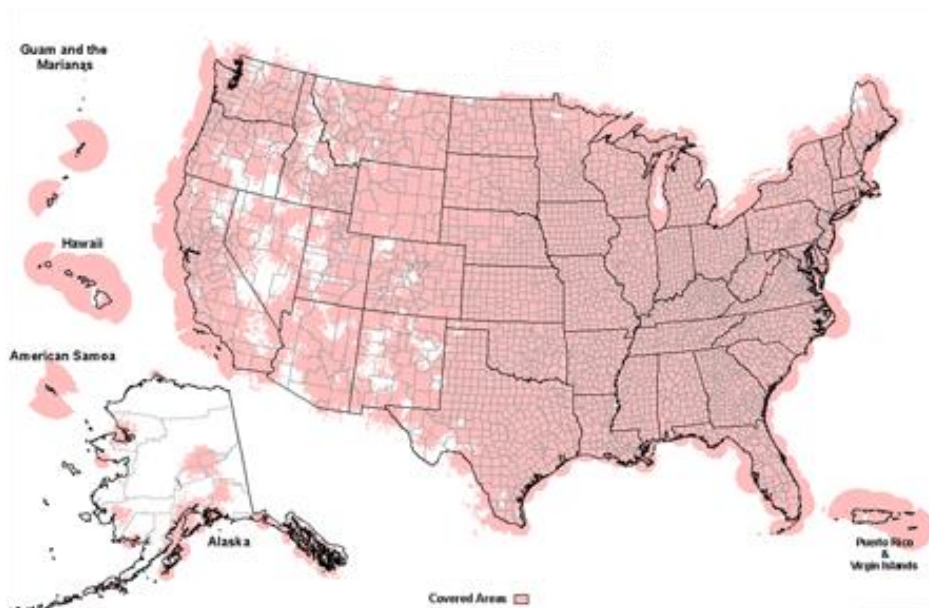 Guam and the
Marianas
Hawaii
American Samoa
Alaska
Puerto Rico
&
Virgin Islands
Covered Areas